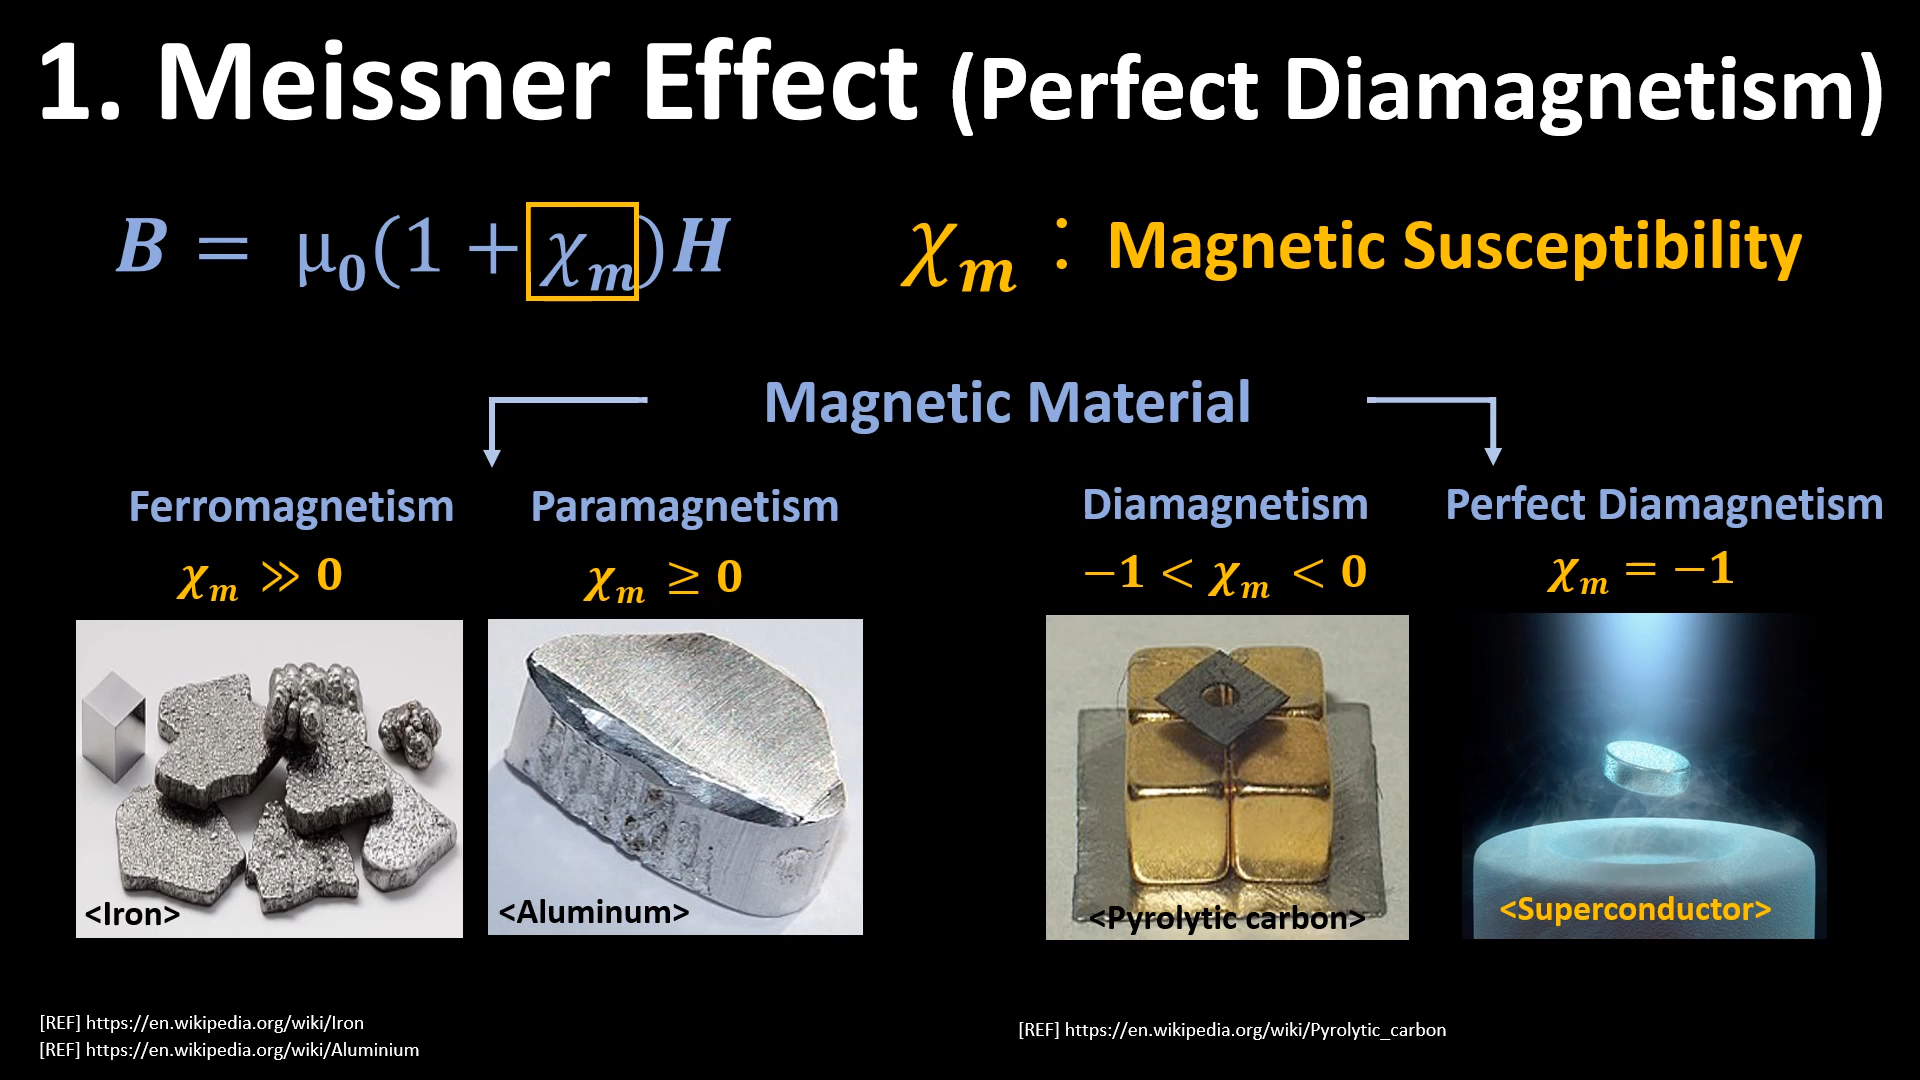 1. Meissner Effect (Perfect Diamagnetism)
B = μ₀(1 + χₘ)H
χₘ : Magnetic Susceptibility
Magnetic Material
Ferromagnetism
χₘ ≫ 0
<Iron>
Paramagnetism
χₘ ≥ 0
<Aluminum>
Diamagnetism
−1 < χₘ < 0
<Pyrolytic carbon>
Perfect Diamagnetism
χₘ = −1
<Superconductor>
[REF] https://en.wikipedia.org/wiki/Iron
[REF] https://en.wikipedia.org/wiki/Aluminium
[REF] https://en.wikipedia.org/wiki/Pyrolytic_carbon